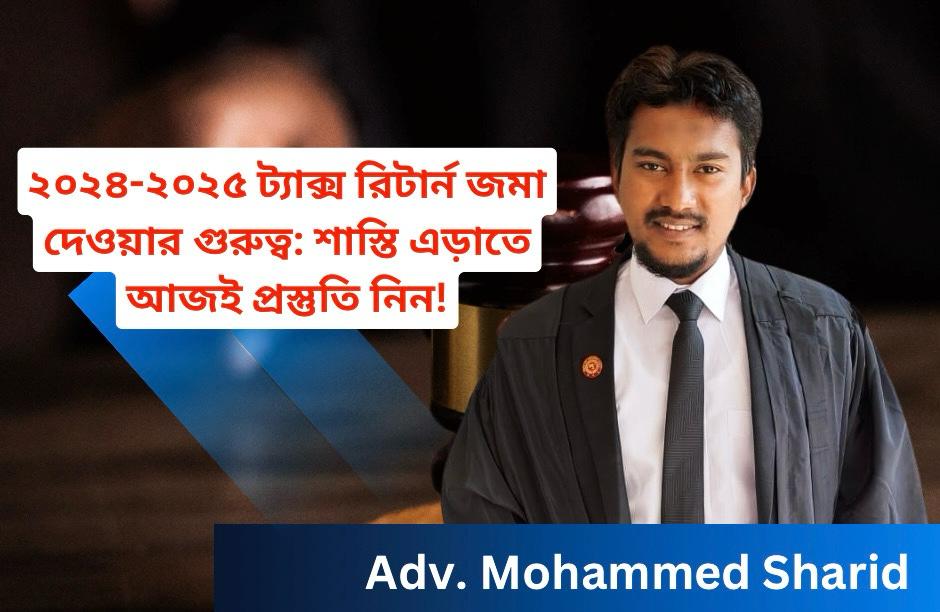 ২০২৪-২০২৫ ট্যাক্স রিটার্ন জমা
দেওয়ার গুরুত্ব: শাস্তি এড়াতে
আজই প্রস্তুতি নিন!
Adv. Mohammed Sharid